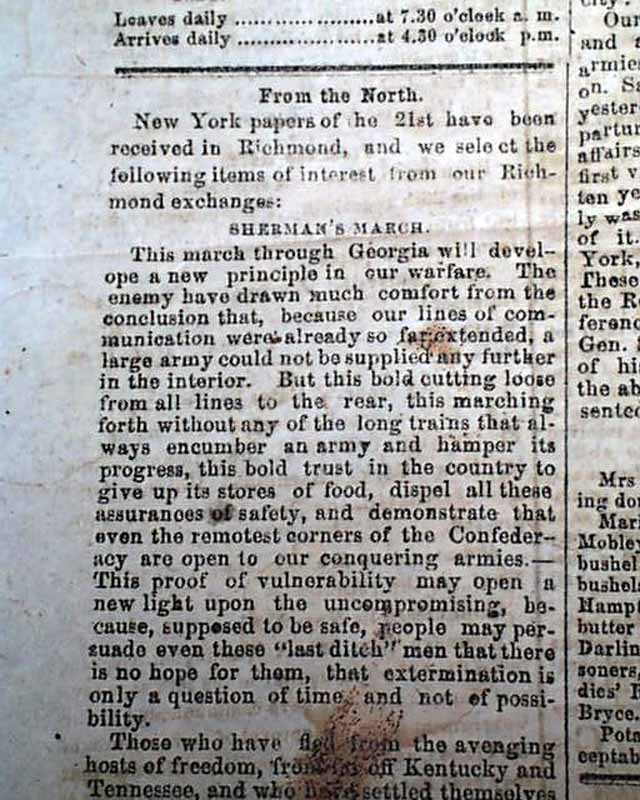 Leaves daily ..................at 7.30 o'clock a. m.
Arrives daily ..................at 4.30 o'clock p.m.
From the North.
New York papers of he 21st have been
received in Richmond, and we select the
following items of interest from our Rich-
mond exchanges:
SHERMAN'S MARCH.
This march through Georgia will devel-
ope a new principle in our warfare. The
enemy have drawn much comfort from the
conclusion that, because our lines of com-
munication were already so far extended, a
large army could not be supplied any further
in the interior. But this bold cutting loose
from all lines to the rear, this marching
forth without any of the long trains that al-
ways encumber an army and hamper its
progress, this bold trust in the country to
give up its stores of food, dispel all these
assurances of safety, and demonstrate that
even the remotest corners of the Confeder-
acy are open to our conquering armies.—
This proof of vulnerability may open a
new light upon the uncompromising, be-
cause, supposed to be safe, people may per-
suade even these "last ditch" men that there
is no hope for them, that extermination is
only a question of time, and not of possi-
bility.
Those who have fled from the avenging
hosts of freedom, from far off Kentucky and
Tennessee, and who have settled themselves
Our
and
armies
on. Sa
yester
partur
affairs
first v
ten ye
ly was
of it.
York,
These
the Re
ference
Gen. S
of his
the ab
sented
Mrs
ing don
Mari
Mobley
bushel
bushels
Hamp
butter
Darlin
soners,
dies' R
Bryce.
Pota
ceptab